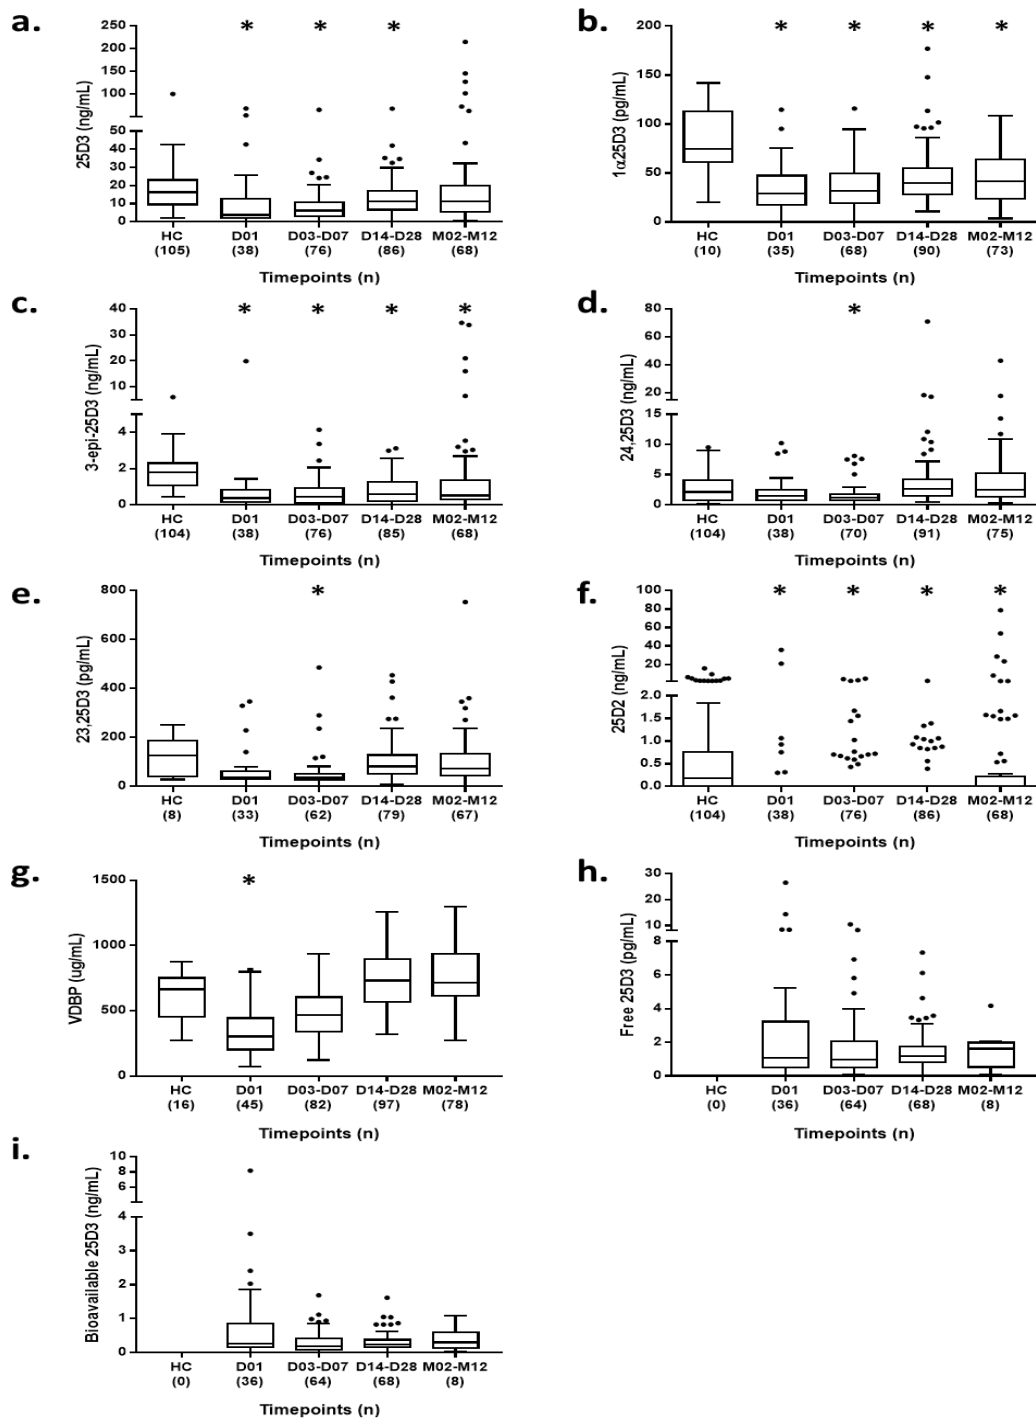 a.
*
*
*
25D3 (ng/mL)
250
200
150
100
50
40
30
20
10
0
HC D01 D03-D07 D14-D28 M02-M12
(105) (38) (76) (86) (68)
Timepoints (n)
b.
*
*
*
*
1α25D3 (pg/mL)
200
150
100
50
0
HC D01 D03-D07 D14-D28 M02-M12
(10) (35) (68) (90) (73)
Timepoints (n)
c.
*
*
*
*
3-epi-25D3 (ng/mL)
40
30
20
10
4
2
0
HC D01 D03-D07 D14-D28 M02-M12
(104) (38) (76) (85) (68)
Timepoints (n)
d.
*
24,25D3 (ng/mL)
80
60
40
20
15
10
5
0
HC D01 D03-D07 D14-D28 M02-M12
(104) (38) (70) (91) (75)
Timepoints (n)
e.
*
23,25D3 (pg/mL)
800
600
400
200
0
HC D01 D03-D07 D14-D28 M02-M12
(8) (33) (62) (79) (67)
Timepoints (n)
f.
*
*
*
*
25D2 (ng/mL)
100
80
60
40
20
2.0
1.5
1.0
0.5
0.0
HC D01 D03-D07 D14-D28 M02-M12
(104) (38) (76) (86) (68)
Timepoints (n)
g.
*
VDBP (ug/mL)
1500
1000
500
0
HC D01 D03-D07 D14-D28 M02-M12
(16) (45) (82) (97) (78)
Timepoints (n)
h.
Free 25D3 (pg/mL)
30
20
10
8
6
4
2
0
HC D01 D03-D07 D14-D28 M02-M12
(0) (36) (64) (68) (8)
Timepoints (n)
i.
Bioavailable 25D3 (ng/mL)
10
8
6
4
3
2
1
0
HC D01 D03-D07 D14-D28 M02-M12
(0) (36) (64) (68) (8)
Timepoints (n)